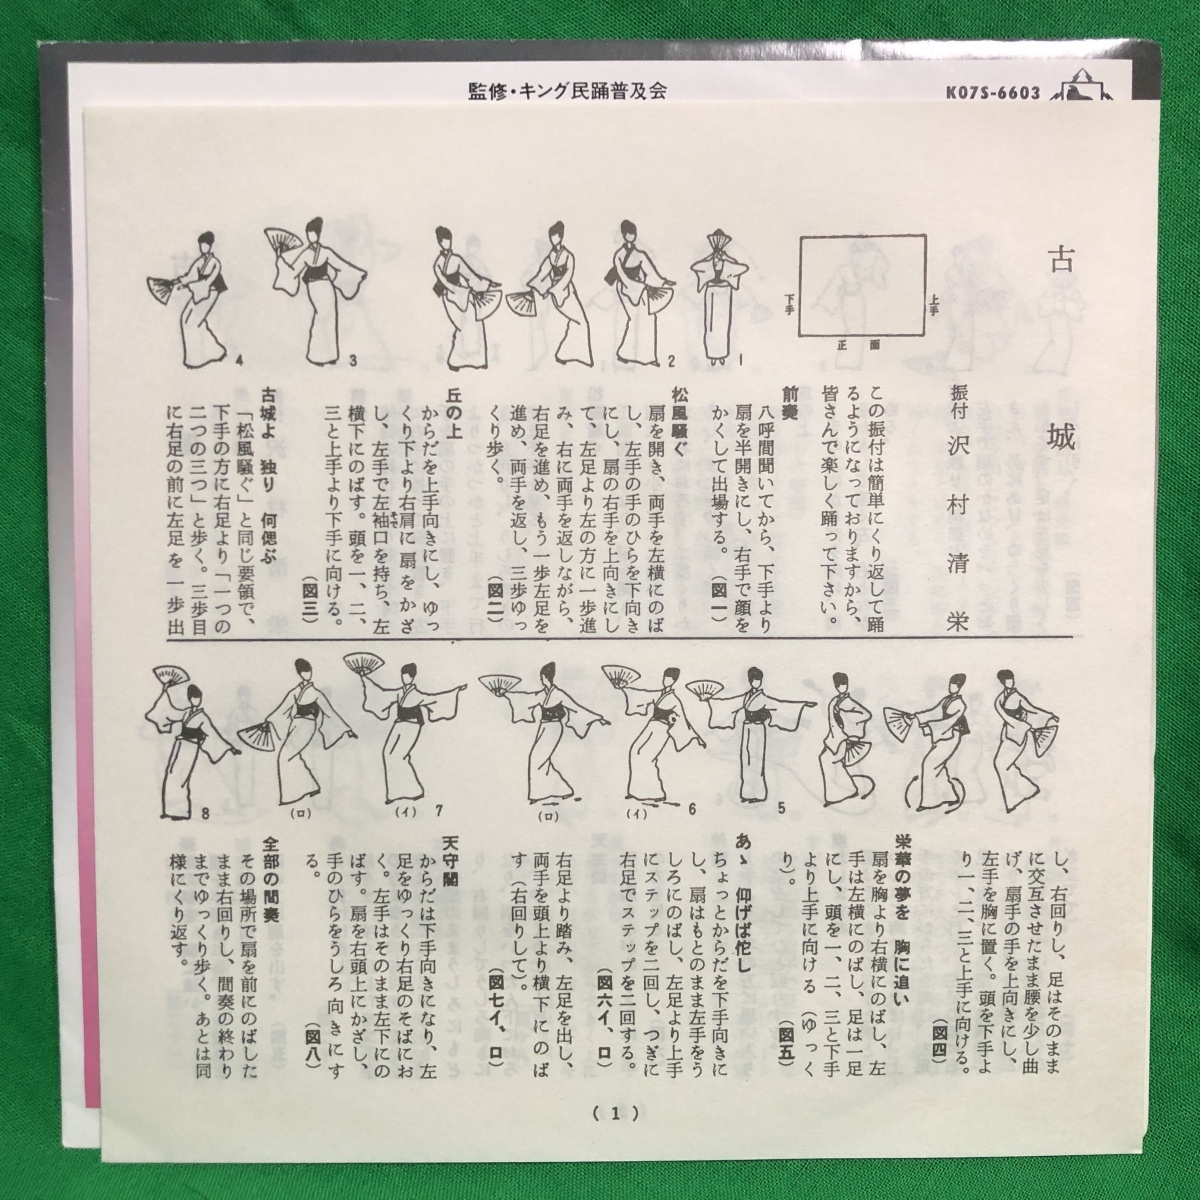 監修・キング民踊普及会
K07S-6603
古城
振付 沢村清栄
上手
下手
正面
この振付は簡単にくり返して踊
るようになっておりますから、
皆さんで楽しく踊って下さい。
前奏
八呼間聞いてから、下手より
扇を半開きにし、右手で顔を
かくして出場する。
(図一)
松風騒ぐ
扇を開き、両手を左横にのば
し、左手の手のひらを下向き
にし、扇の右手を上向きにし
て、左足より左の方に一歩進
み、右に両手を返しながら、
右足を進め、もう一歩左足を
進め、両手を返し、三歩ゆっ
くり歩く。
(図二)
丘の上
からだを上手向きにし、ゆっ
くり下より右肩に扇をかざ
し、左手で左袖口を持ち、左
横下にのばす。頭を一、二、
三と上手より下手に向ける。
(図三)
古城よ 独り 何偲ぶ
「松風騒ぐ」と同じ要領で、
下手の方に右足より「一つの
二つの三つ」と歩く。三歩目
に右足の前に左足を一歩出
1
2
3
4
し、右回りし、足はそのまま
に交互させたまま腰を少し曲
げ、扇手の手を上向きにし、
左手を胸に置く。頭を下手よ
り一、二、三と上手に向ける。
(図四)
栄華の夢を 胸に追い
扇を胸より右横にのばし、左
手は左横にのばし、足は一足
にし、頭を一、二、三と下手
より上手に向ける(ゆっく
り)。
(図五)
あゝ 仰げば佗し
ちょっとからだを下手向きに
し、扇はもとのまま左手をう
しろにのばし、左足より上手
にステップを二回し、つぎに
右足でステップを二回する。
(図六イ、ロ)
右足より踏み、左足を出し、
両手を頭上より横下にのば
す(右回りして)。
(図七イ、ロ)
天守閣
からだは下手向きになり、左
足をゆっくり右足のそばにお
く。左手はそのまま左下にの
ばす。扇を右頭上にかざし、
手のひらをうしろ向きにす
る。
(図八)
全部の間奏
その場所で扇を前にのばした
まま右回りし、間奏の終わり
までゆっくり歩く。あとは同
様にくり返す。
5
6
(イ)
(ロ)
7
(イ)
(ロ)
8
(1)